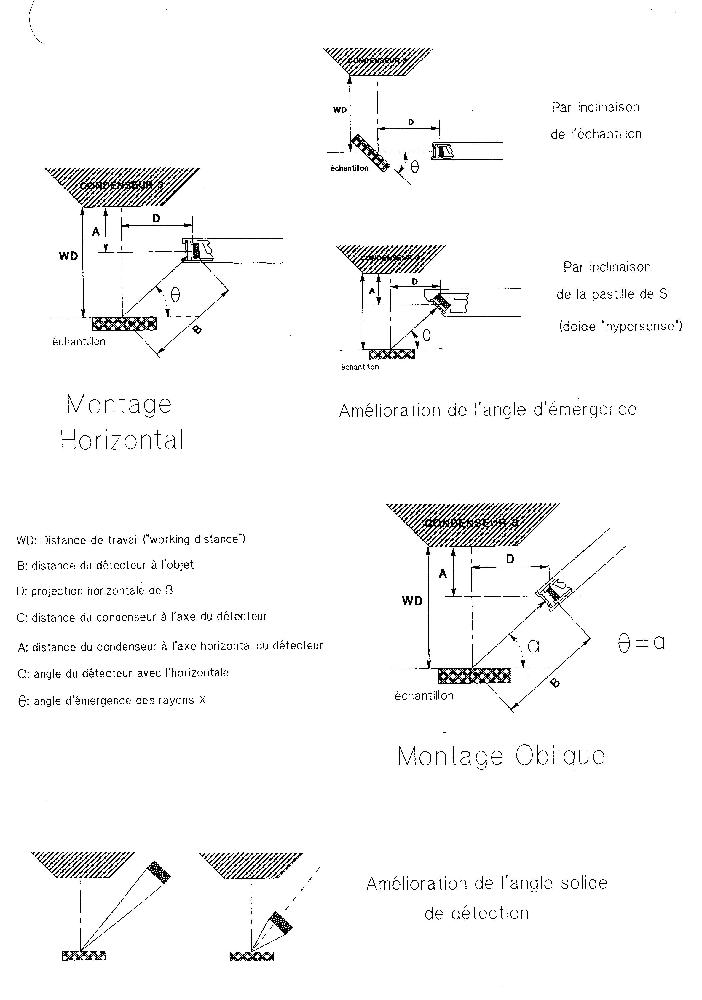 CONDENSEUR 3
WD
D
échantillon
θ
Par inclinaison
de l'échantillon
CONDENSEUR 3
A
D
WD
θ
B
échantillon
Montage
Horizontal
CONDENSEUR 3
A
D
θ
échantillon
Par inclinaison
de la pastille de Si
(doide "hypersense")
Amélioration de l'angle d'émergence
WD: Distance de travail ("working distance")
B: distance du détecteur à l'objet
D: projection horizontale de B
C: distance du condenseur à l'axe du détecteur
A: distance du condenseur à l'axe horizontal du détecteur
α: angle du détecteur avec l'horizontale
θ: angle d'émergence des rayons X
CONDENSEUR 3
D
A
WD
α
B
échantillon
θ=α
Montage Oblique
Amélioration de l'angle solide
de détection